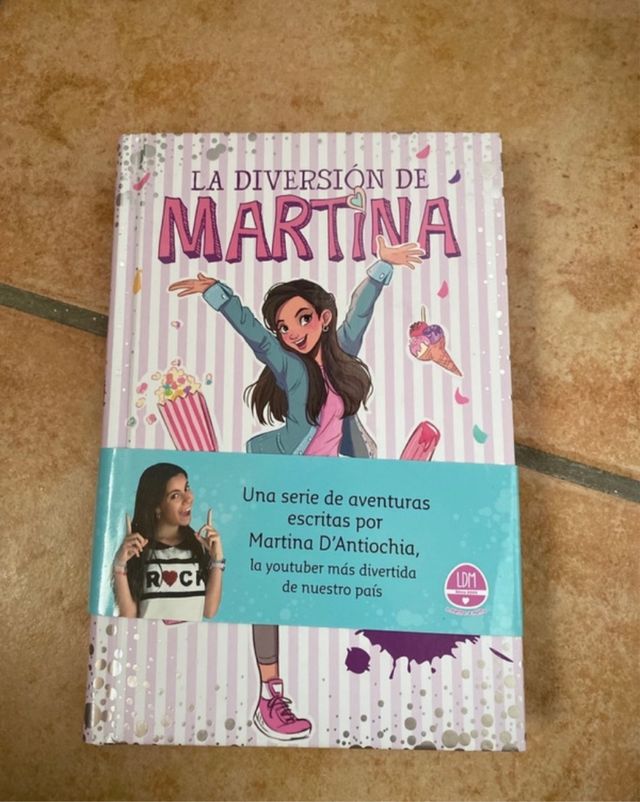 LA DIVERSIÓN DE
MARTINA
Una serie de aventuras
escritas por
Martina D'Antiochia,
la youtuber más divertida
de nuestro país
ROCK
LDM